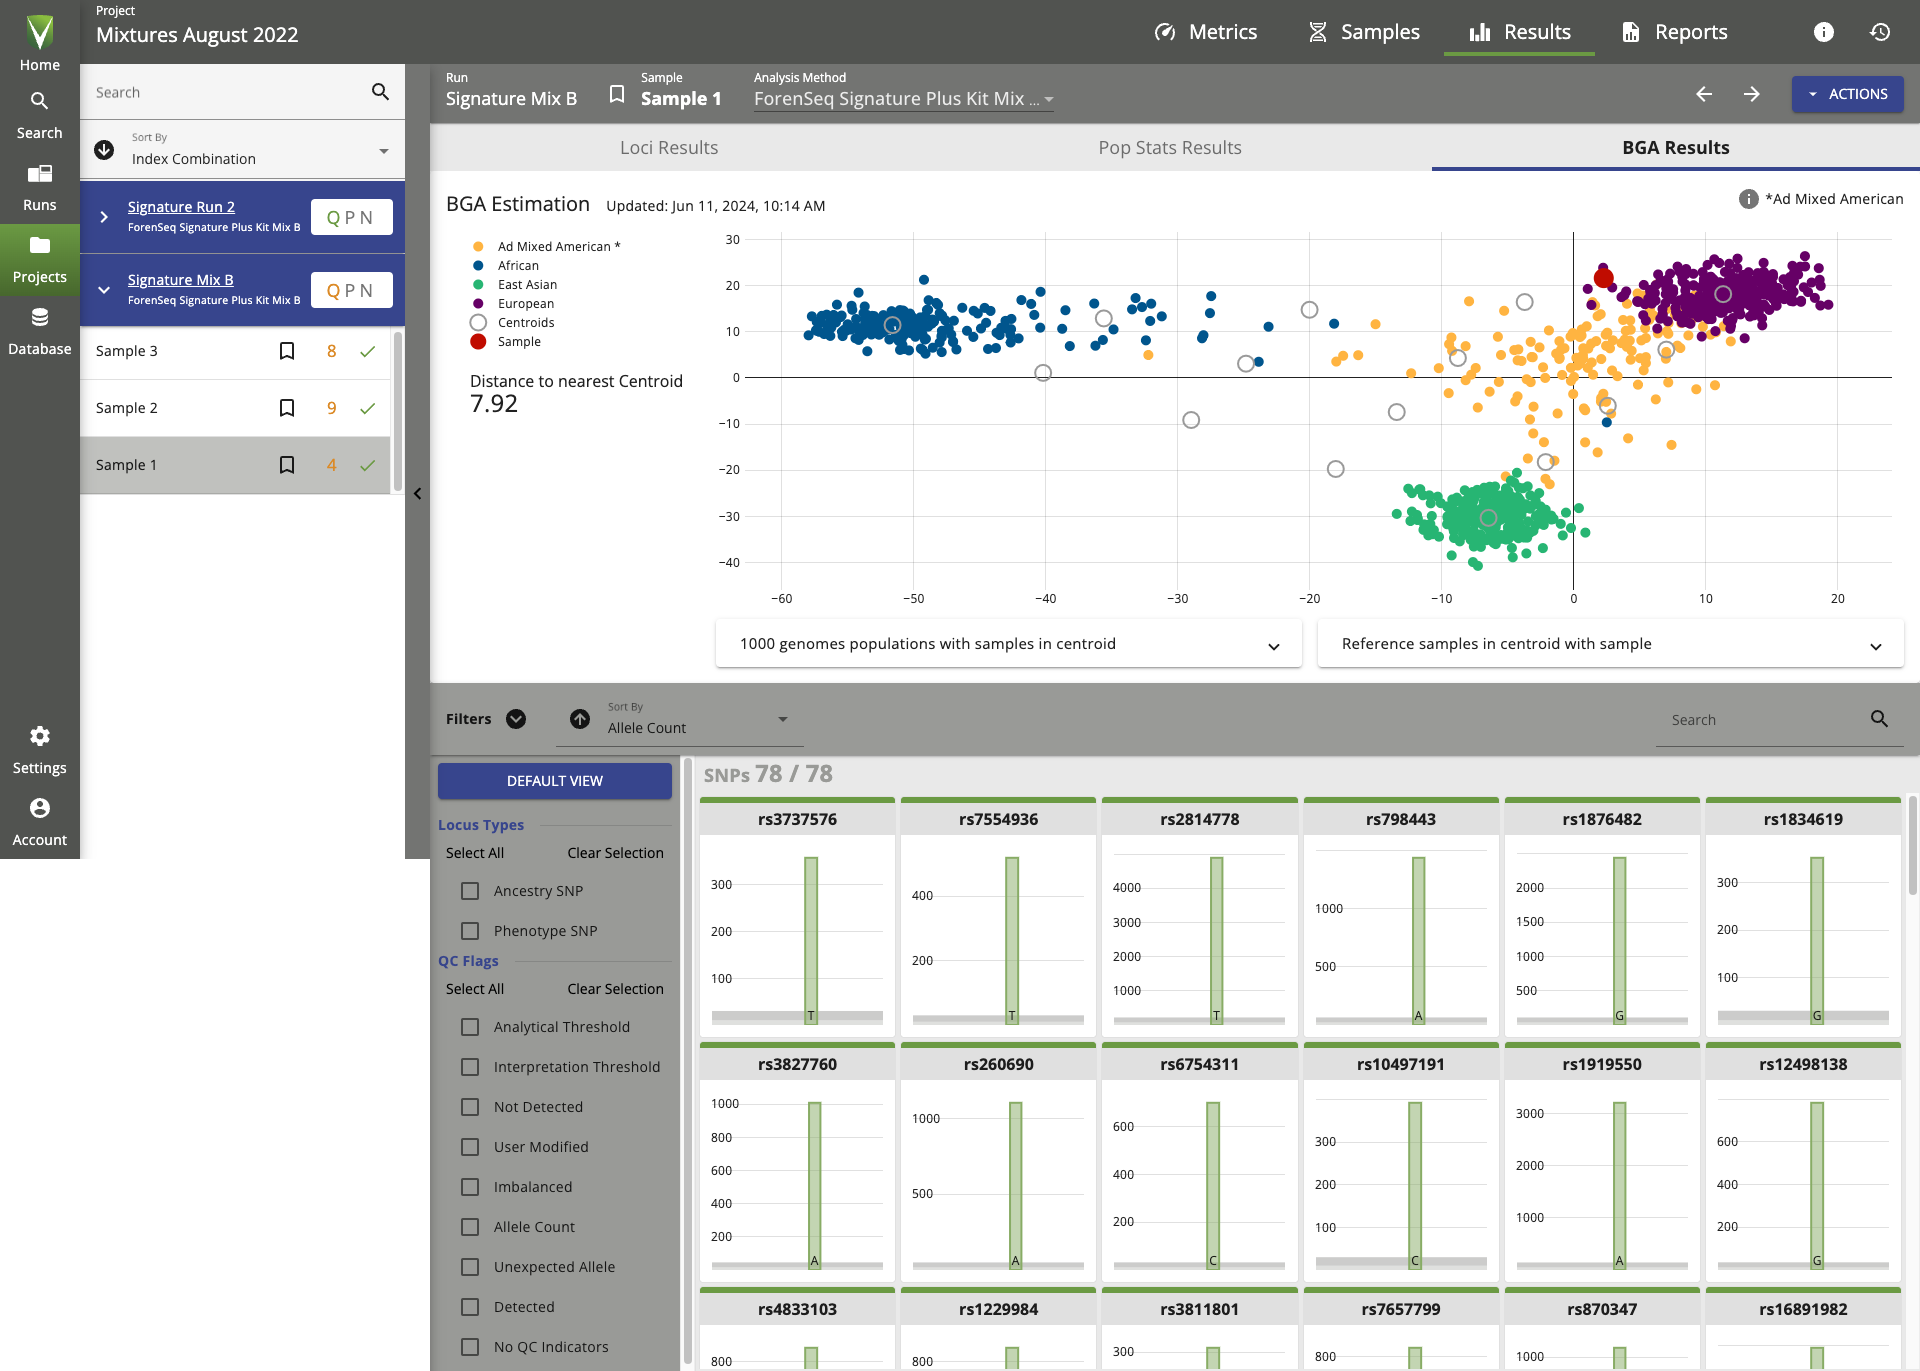 Project
Mixtures August 2022
Metrics
Samples
Results
Reports
Home
Search
Runs
Projects
Database
Settings
Account
Search
Sort By
Index Combination
Signature Run 2
ForenSeq Signature Plus Kit Mix B
Q P N
Signature Mix B
ForenSeq Signature Plus Kit Mix B
Q P N
Sample 3
8
Sample 2
9
Sample 1
4
Run
Signature Mix B
Sample
Sample 1
Analysis Method
ForenSeq Signature Plus Kit Mix ...
ACTIONS
Loci Results
Pop Stats Results
BGA Results
BGA Estimation
Updated: Jun 11, 2024, 10:14 AM
*Ad Mixed American
Ad Mixed American *
African
East Asian
European
Centroids
Sample
Distance to nearest Centroid
7.92
30
20
10
0
−10
−20
−30
−40
−60
−50
−40
−30
−20
−10
0
10
20
1000 genomes populations with samples in centroid
Reference samples in centroid with sample
Filters
Sort By
Allele Count
Search
DEFAULT VIEW
Locus Types
Select All
Clear Selection
Ancestry SNP
Phenotype SNP
QC Flags
Select All
Clear Selection
Analytical Threshold
Interpretation Threshold
Not Detected
User Modified
Imbalanced
Allele Count
Unexpected Allele
Detected
No QC Indicators
SNPs 78 / 78
rs3737576
300
200
100
T
rs7554936
400
200
T
rs2814778
4000
3000
2000
1000
T
rs798443
1000
500
A
rs1876482
2000
1500
1000
500
G
rs1834619
300
200
100
G
rs3827760
1000
800
600
400
200
A
rs260690
1000
500
A
rs6754311
600
400
200
C
rs10497191
300
200
100
C
rs1919550
3000
2000
1000
A
rs12498138
600
400
200
G
rs4833103
800
rs1229984
800
rs3811801
300
rs7657799
800
rs870347
1000
rs16891982
800